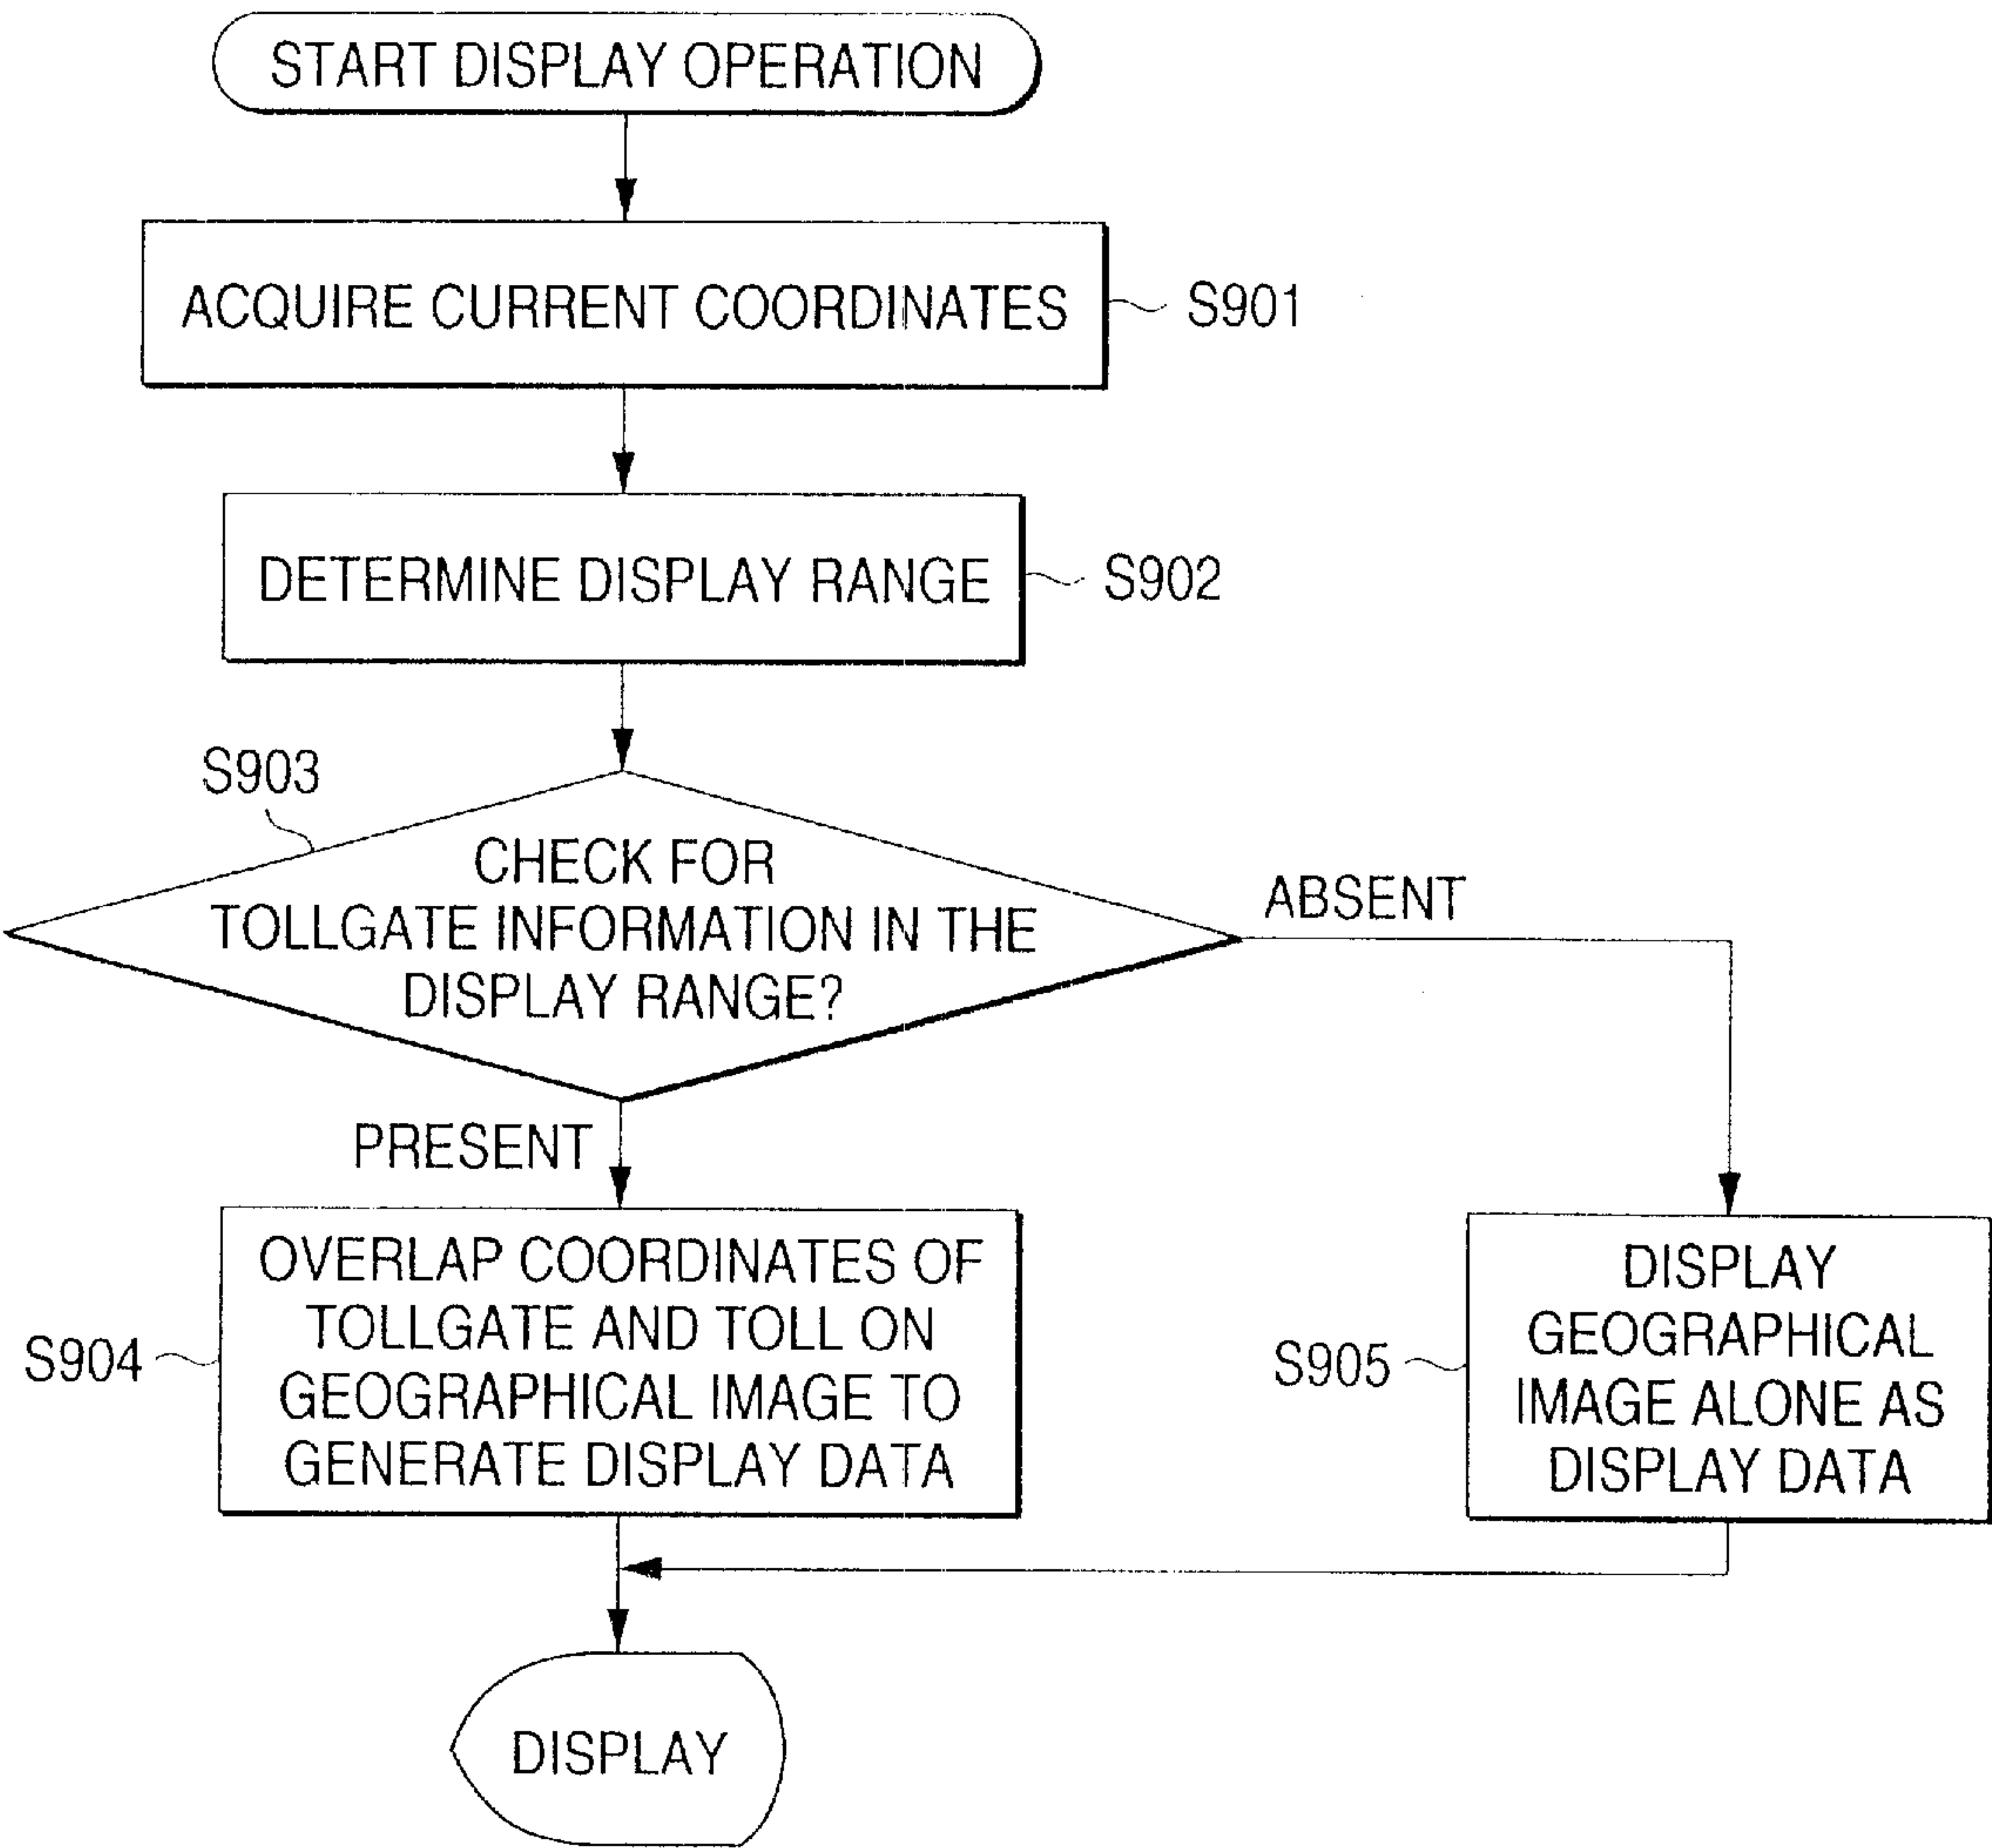 START DISPLAY OPERATION
ACQUIRE CURRENT COORDINATES
S901
DETERMINE DISPLAY RANGE
S902
S903
CHECK FOR
TOLLGATE INFORMATION IN THE
DISPLAY RANGE?
ABSENT
PRESENT
S904
OVERLAP COORDINATES OF
TOLLGATE AND TOLL ON
GEOGRAPHICAL IMAGE TO
GENERATE DISPLAY DATA
S905
DISPLAY
GEOGRAPHICAL
IMAGE ALONE AS
DISPLAY DATA
DISPLAY